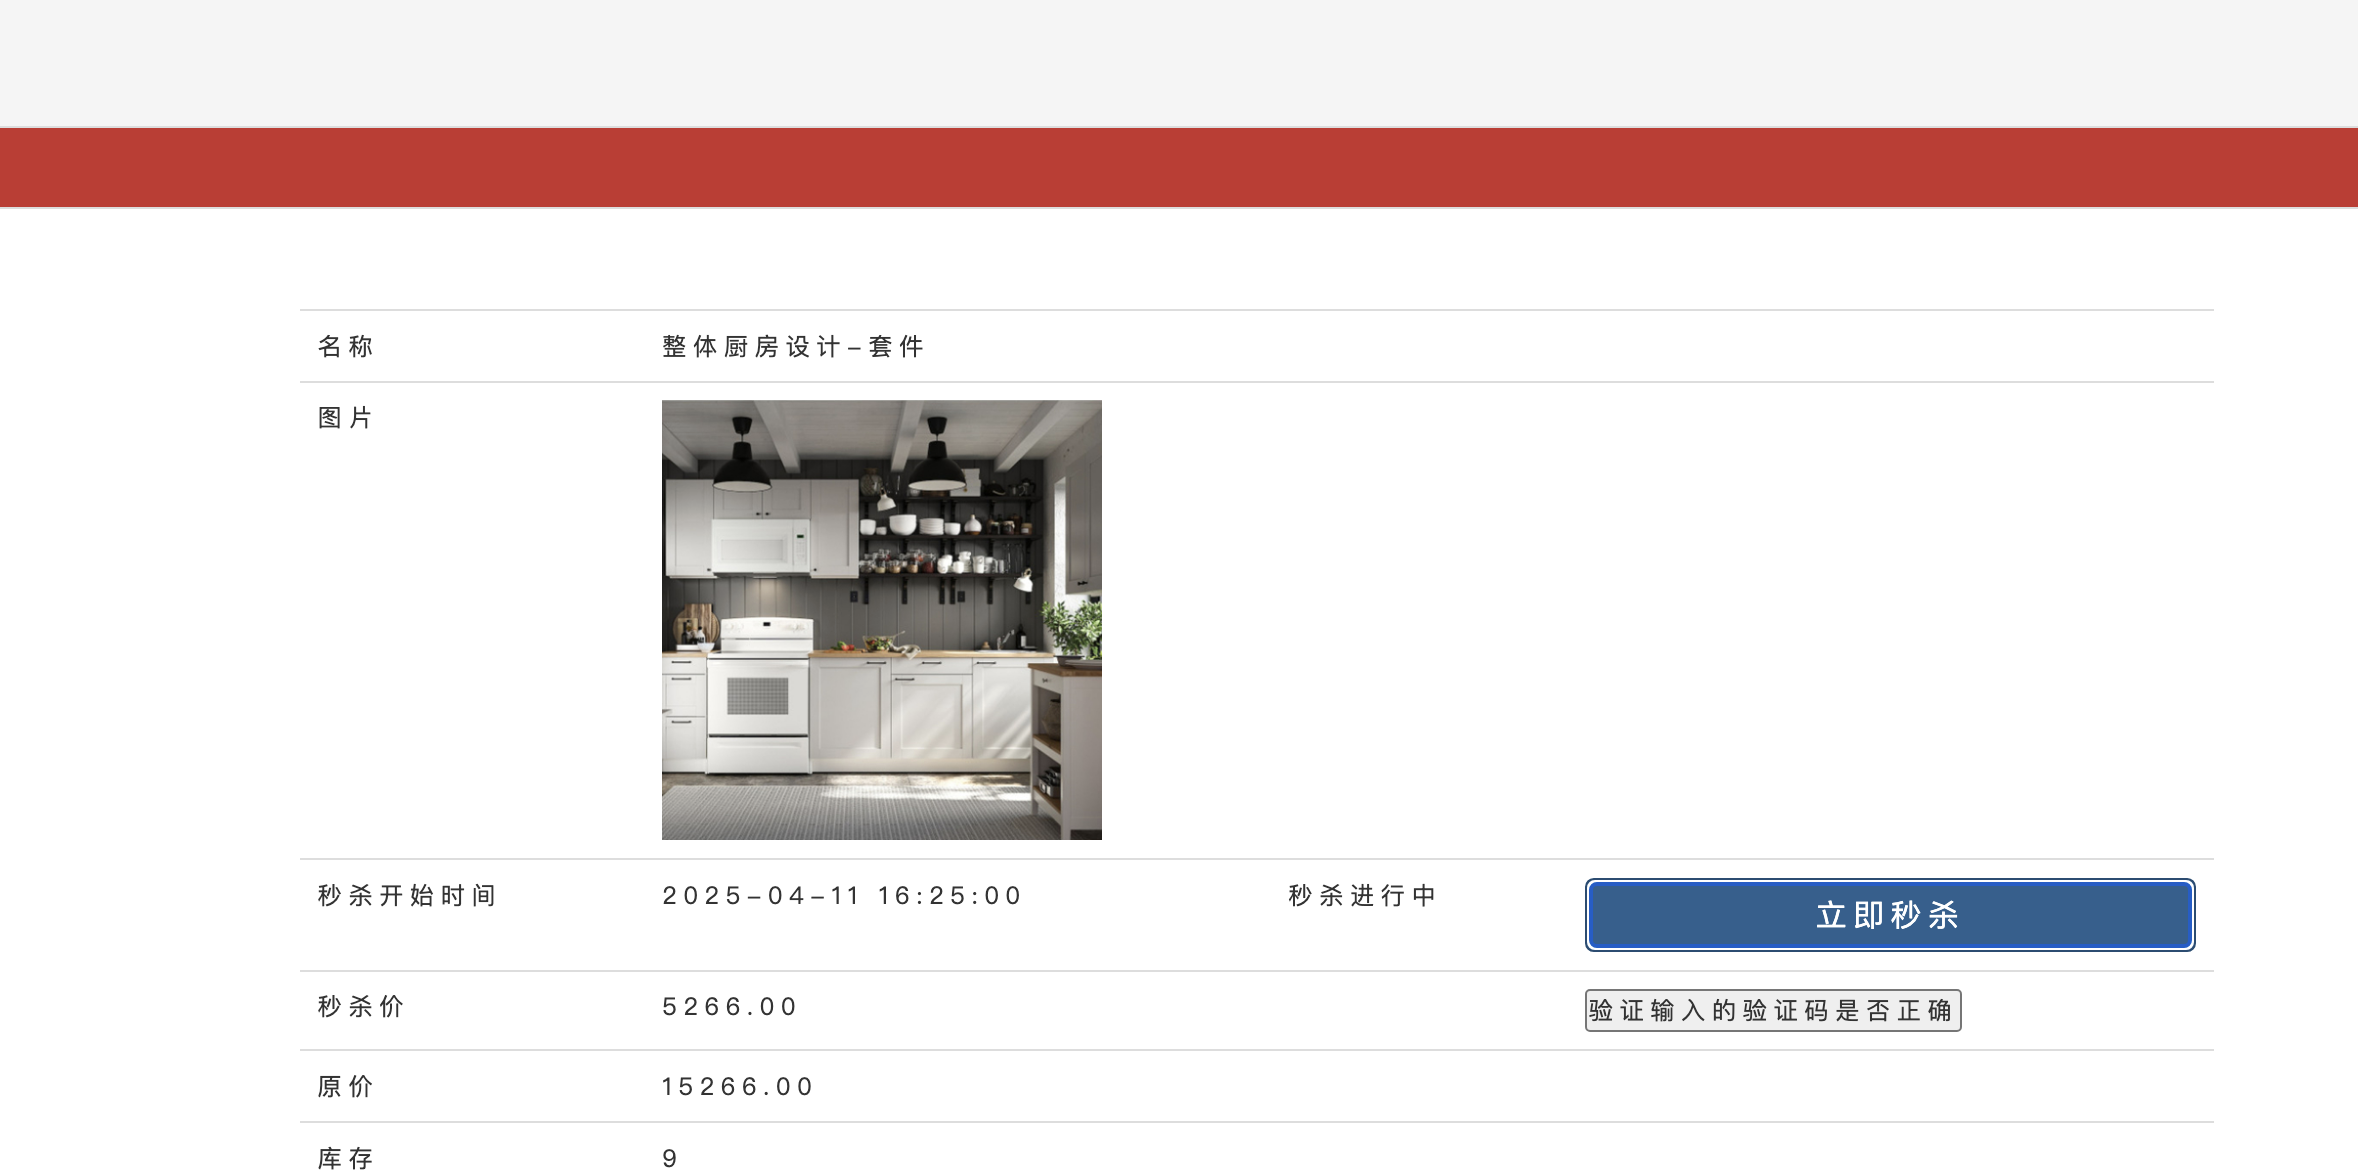 名称 整体厨房设计-套件
图片
秒杀开始时间 2025-04-11 16:25:00 秒杀进行中 立即秒杀
秒杀价 5266.00 验证输入的验证码是否正确
原价 15266.00
库存 9